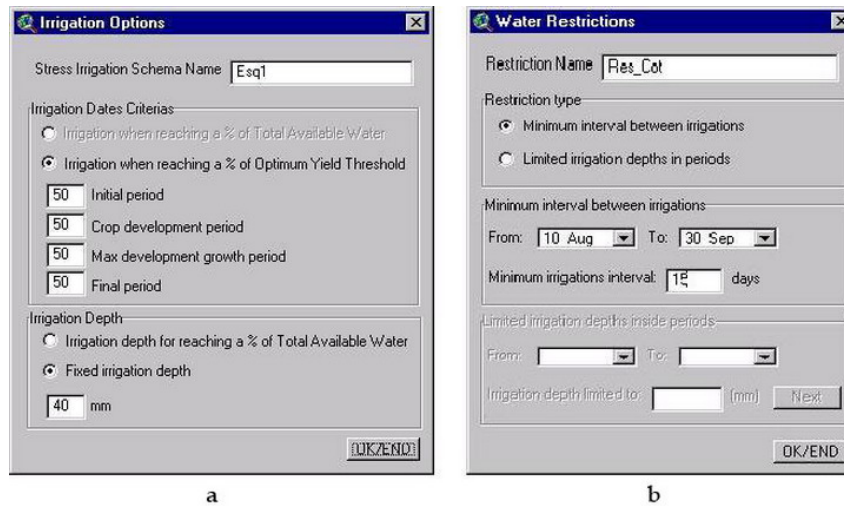 Irrigation Options
Stress Irrigation Schema Name Esq1
Irrigation Dates Criterias
Irrigation when reaching a % of Total Available Water
Irrigation when reaching a % of Optimum Yield Threshold
50 Initial period
50 Crop development period
50 Max development growth period
50 Final period
Irrigation Depth
Irrigation depth for reaching a % of Total Available Water
Fixed irrigation depth
40 mm
OK/END
a
Water Restrictions
Restriction Name Res_Cot
Restriction type
Minimum interval between irrigations
Limited irrigation depths in periods
Minimum interval between irrigations
From: 10 Aug To: 30 Sep
Minimum irrigations interval: 15 days
Limited irrigation depths inside periods
From: To:
Irrigation depth limited to: (mm) Next
OK/END
b